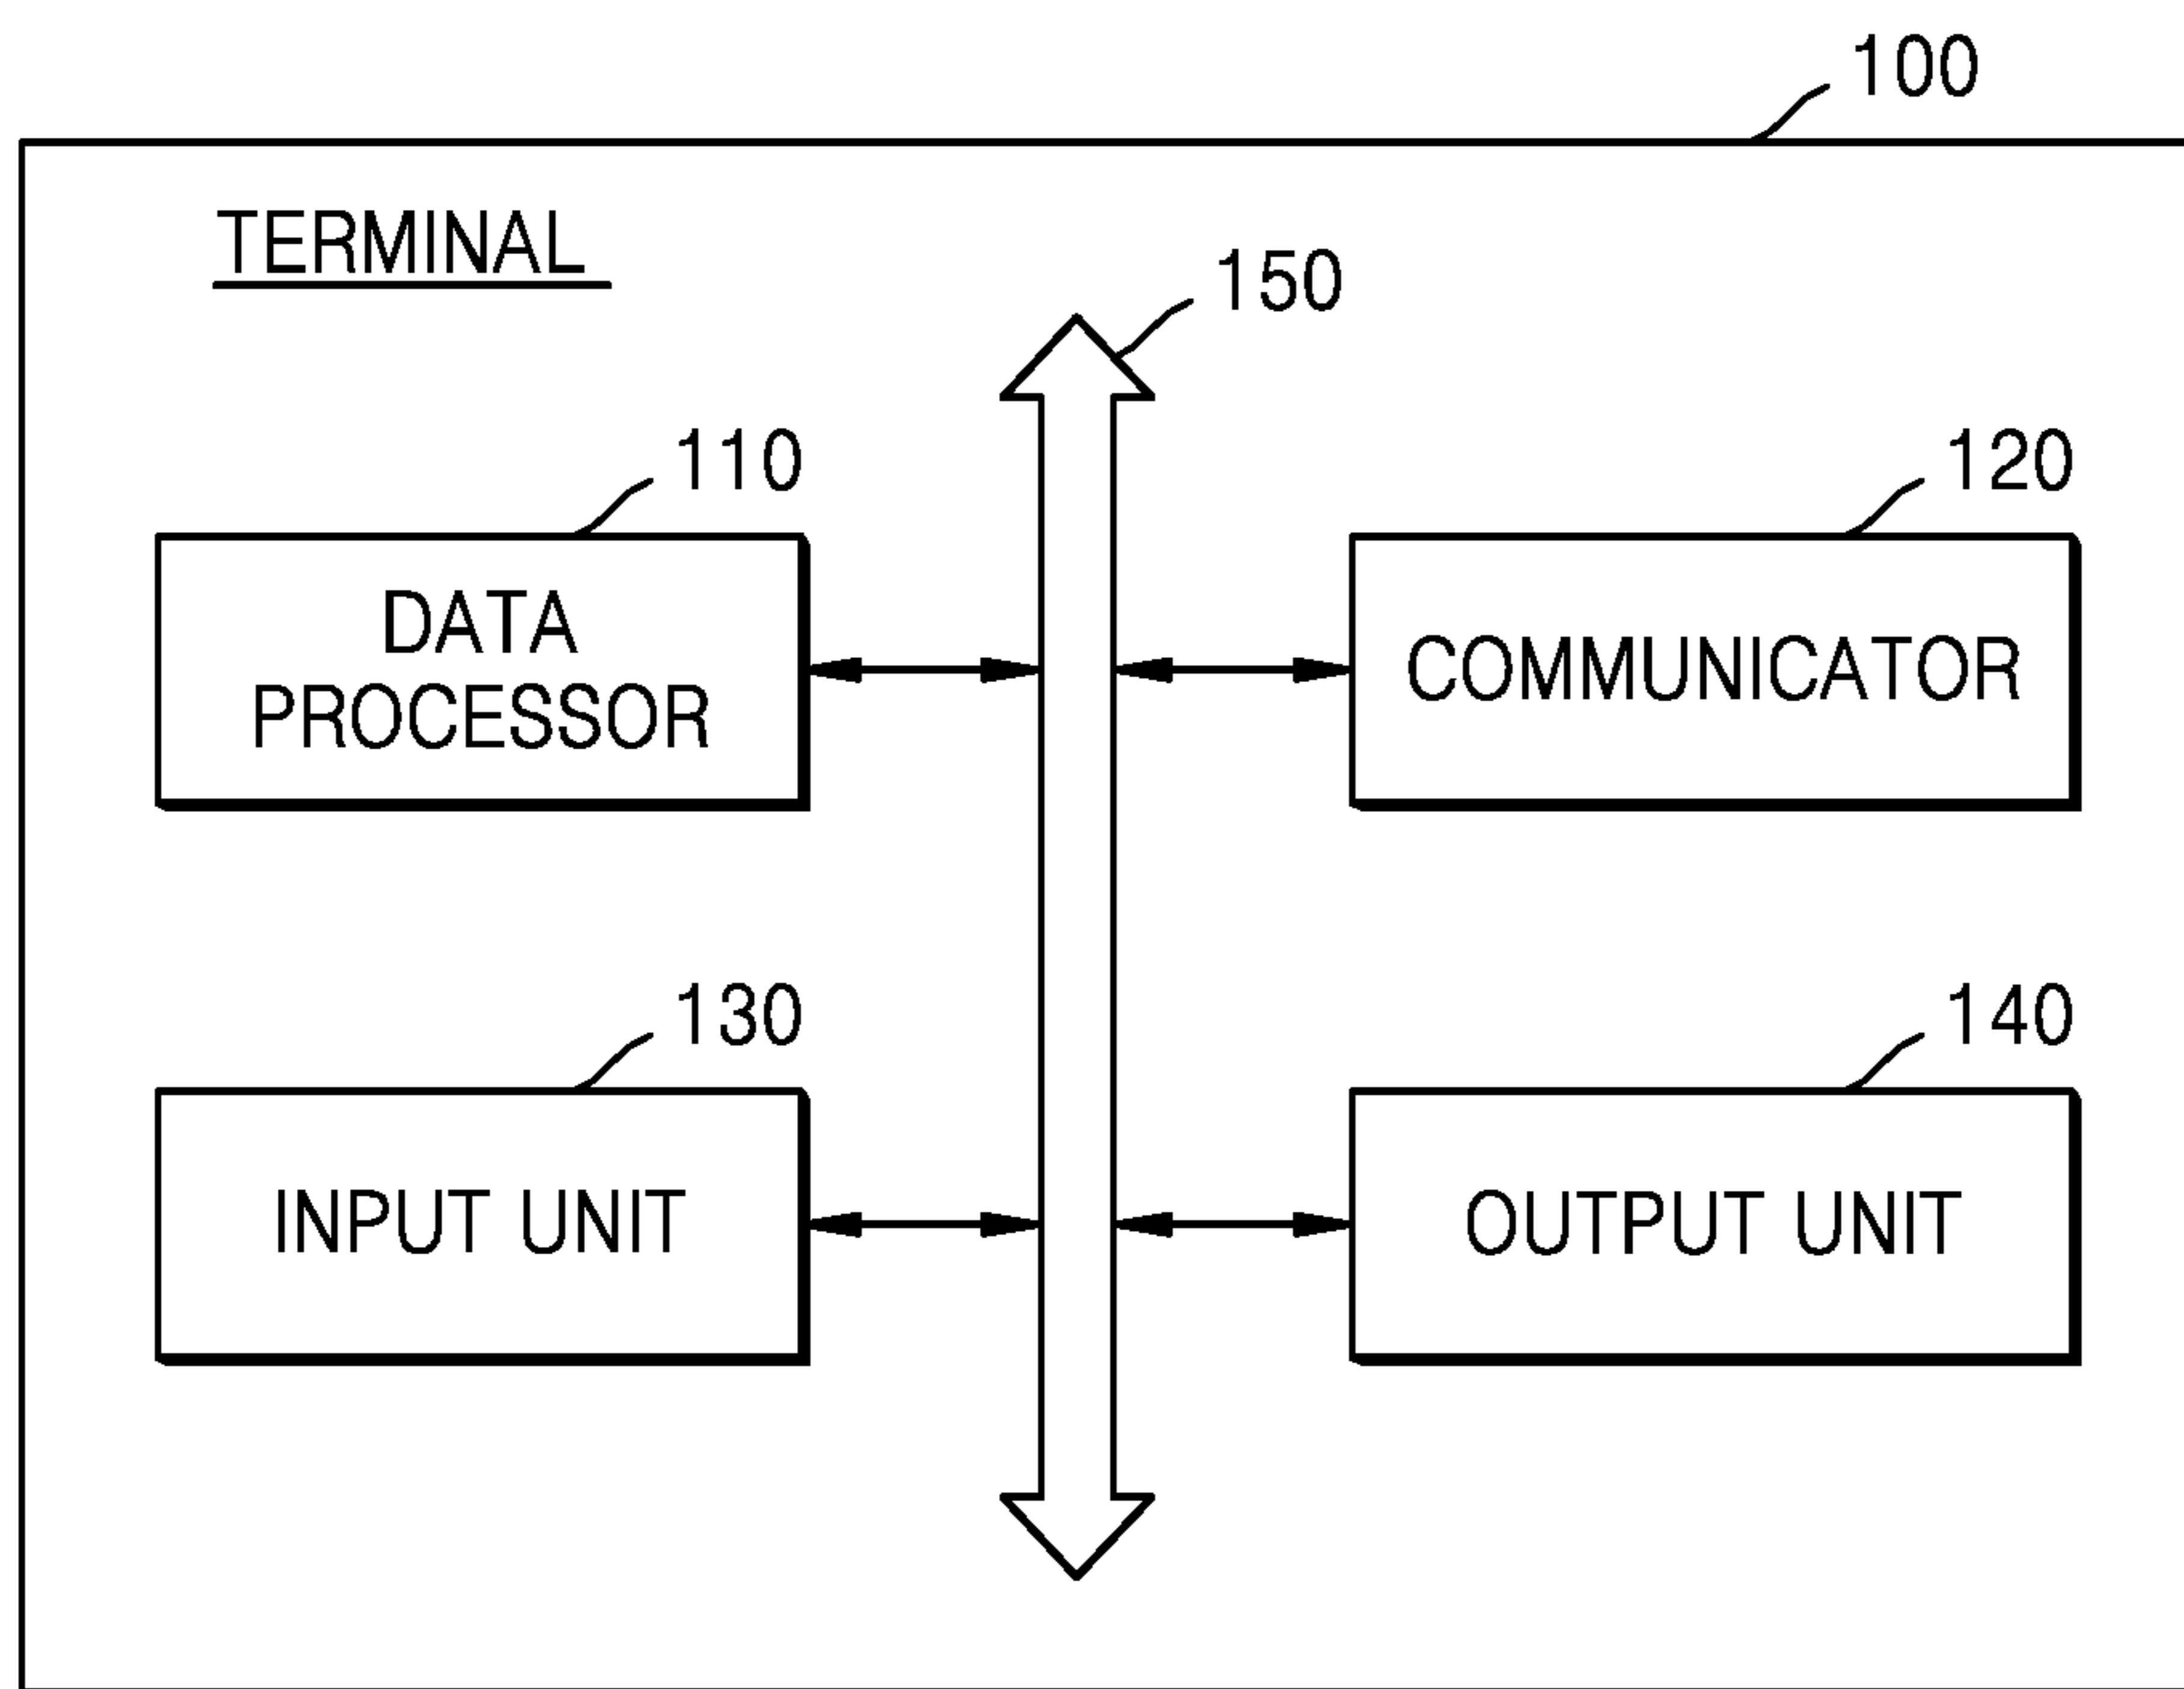 100
TERMINAL
150
110
120
DATA
PROCESSOR
COMMUNICATOR
130
140
INPUT UNIT
OUTPUT UNIT